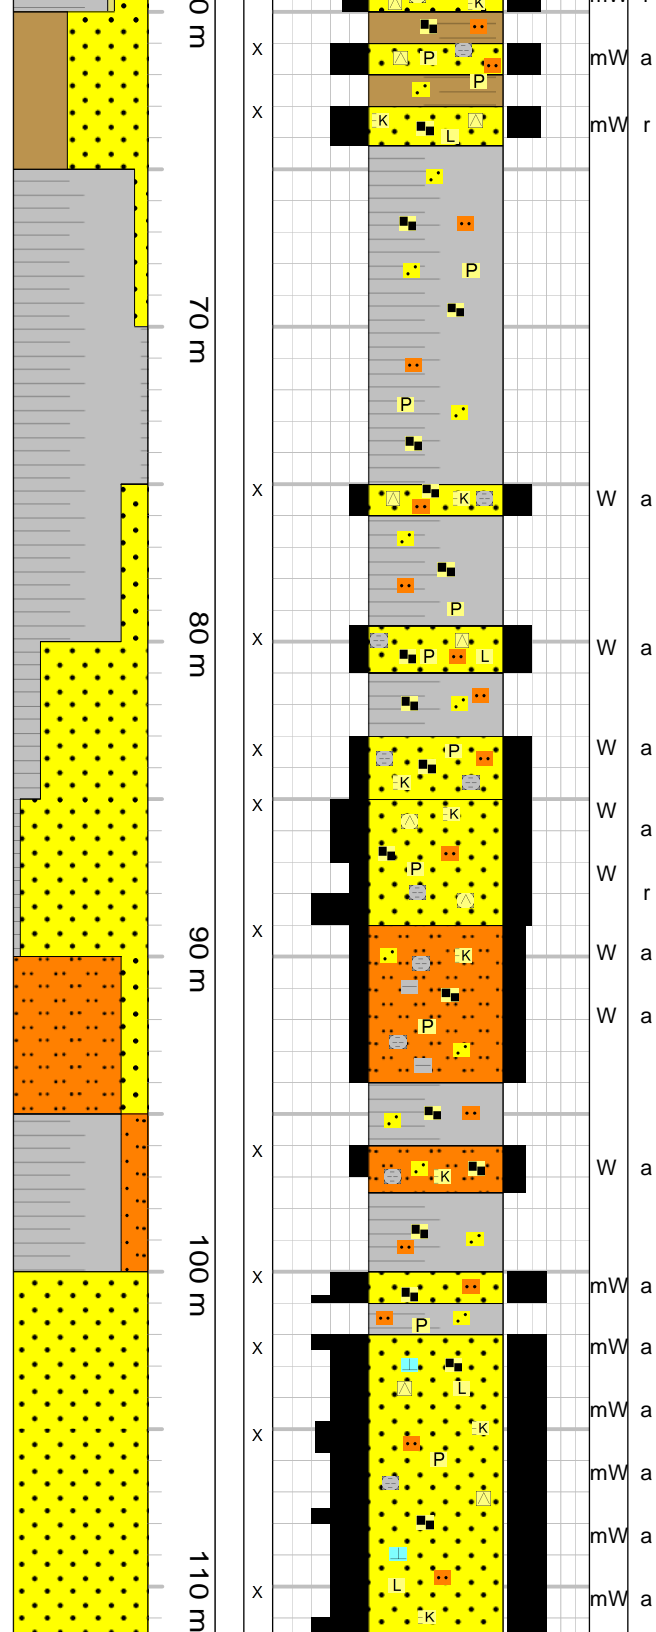 0 m K
X P mW a
P
X K L mW r
P
70 m
P
X K W a
P
80 m X P L W a
X P K W a
X K W a
P W r
90 m X K W a
P W a
X K W a
100 m X mW a
P
X L mW a
K mW a
X P mW a
mW a
110 m X L mW a
K